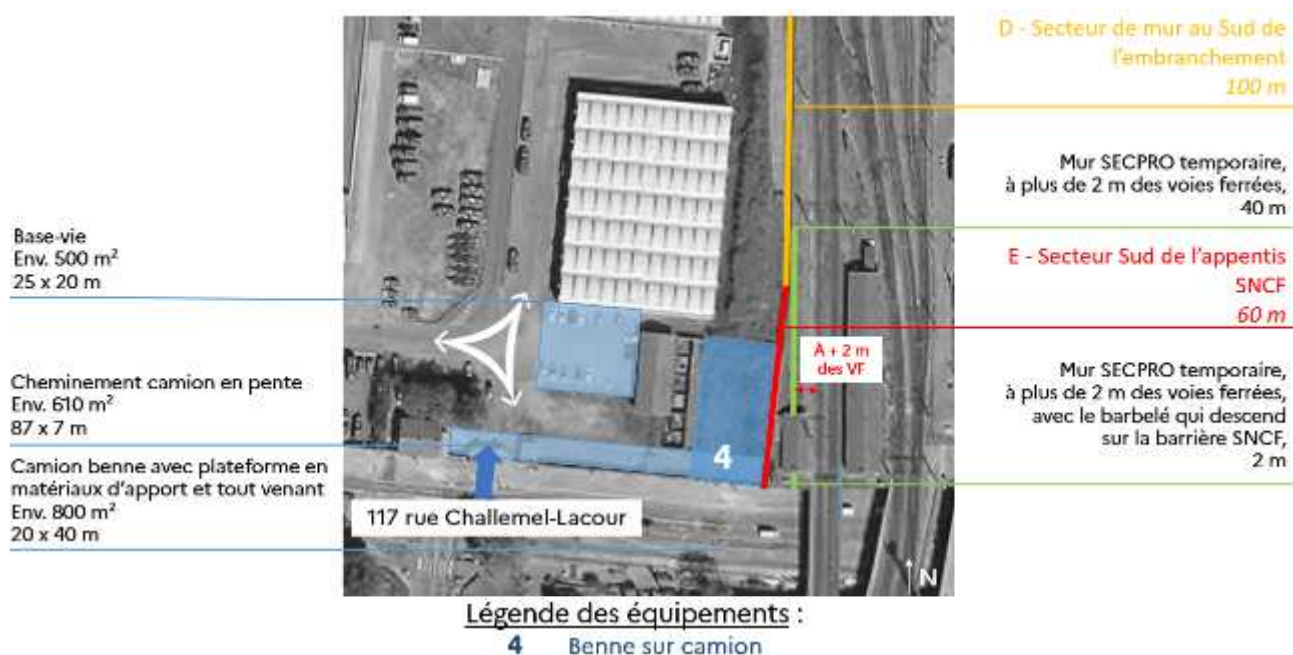 D - Secteur de mur au Sud de
l'embranchement
100 m
Mur SECPRO temporaire,
à plus de 2 m des voies ferrées,
40 m
Base-vie
Env. 500 m²
25 x 20 m
E - Secteur Sud de l'appentis
SNCF
60 m
À + 2 m
des VF
Cheminement camion en pente
Env. 610 m²
87 x 7 m
Mur SECPRO temporaire,
à plus de 2 m des voies ferrées,
avec le barbelé qui descend
sur la barrière SNCF,
2 m
Camion benne avec plateforme en
matériaux d'apport et tout venant
Env. 800 m²
20 x 40 m
4
117 rue Challemel-Lacour
N
Légende des équipements :
4 Benne sur camion